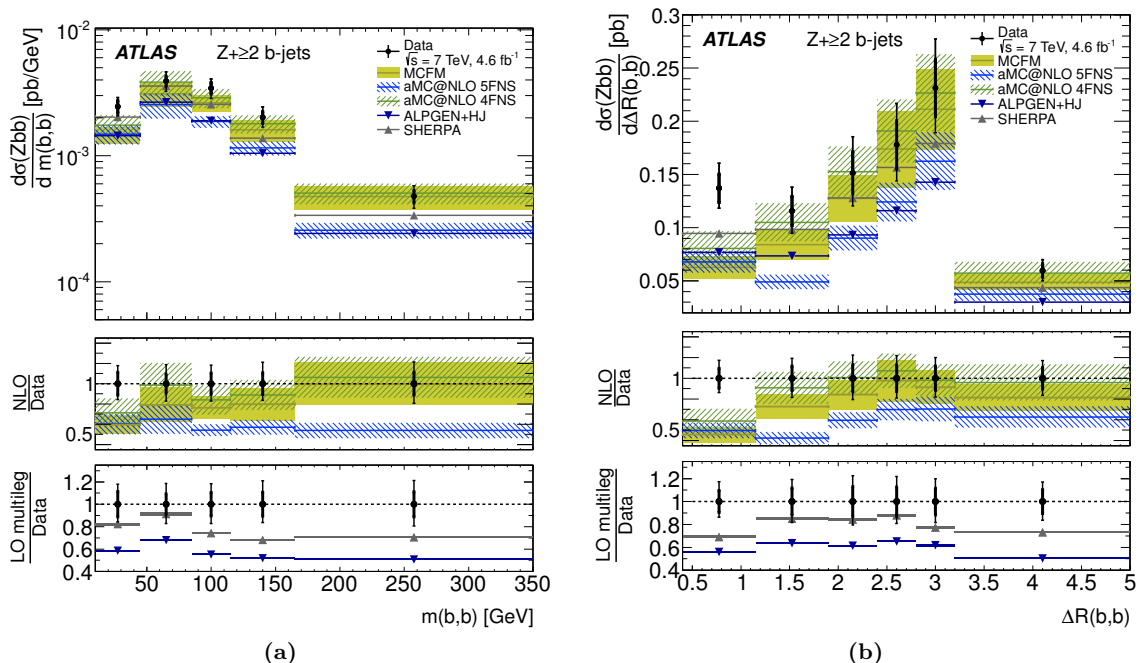 ATLAS Z+≥2 b-jets
dσ(Zbb)
d m(b,b)
[pb/GeV]
10⁻²
10⁻³
10⁻⁴
Data
√s = 7 TeV, 4.6 fb⁻¹
MCFM
aMC@NLO 5FNS
aMC@NLO 4FNS
ALPGEN+HJ
SHERPA
NLO
Data
1
0.5
LO multileg
Data
1.2
1
0.8
0.6
0.4
50 100 150 200 250 300 350
m(b,b) [GeV]
(a)
ATLAS Z+≥2 b-jets
dσ(Zbb)
dΔR(b,b)
[pb]
0.3
0.25
0.2
0.15
0.1
0.05
Data
√s = 7 TeV, 4.6 fb⁻¹
MCFM
aMC@NLO 5FNS
aMC@NLO 4FNS
ALPGEN+HJ
SHERPA
NLO
Data
1
0.5
LO multileg
Data
1.2
1
0.8
0.6
0.4
0.5 1 1.5 2 2.5 3 3.5 4 4.5 5
ΔR(b,b)
(b)